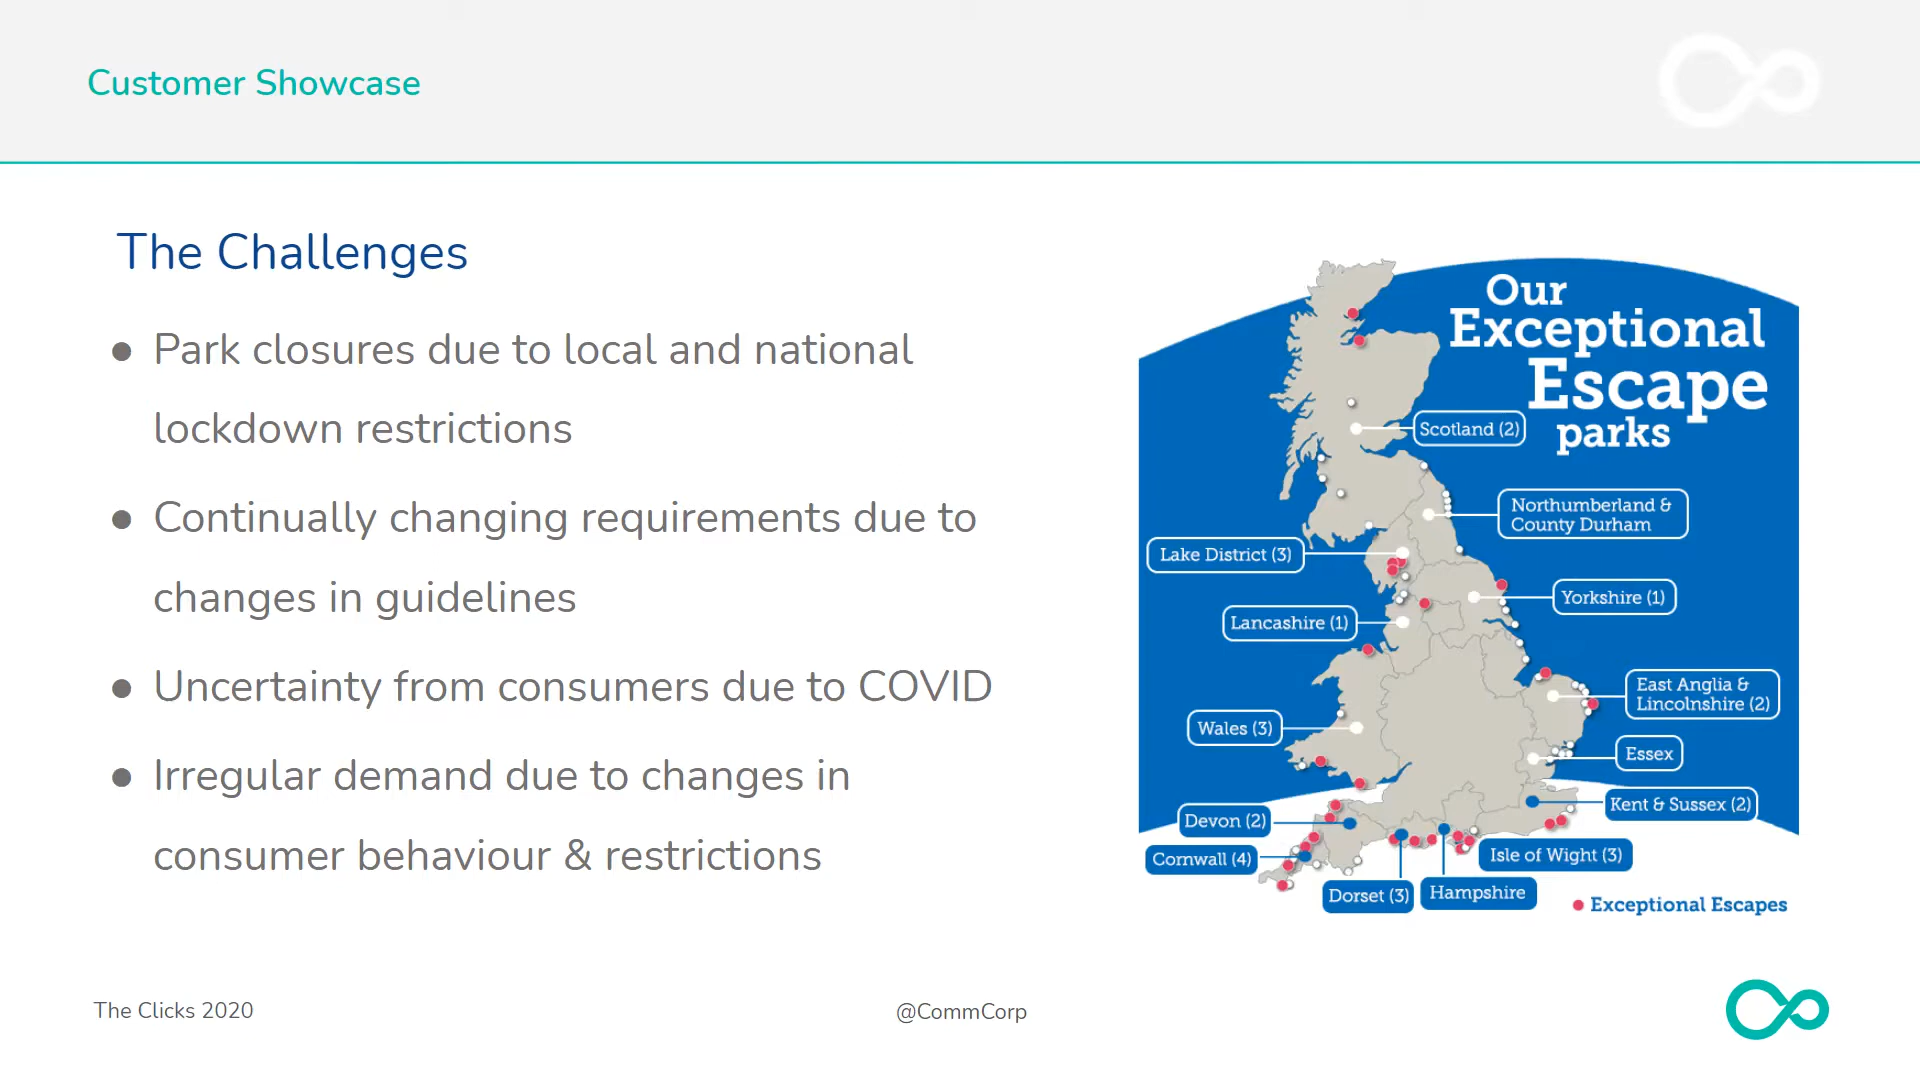 Customer Showcase
The Challenges
● Park closures due to local and national
lockdown restrictions
● Continually changing requirements due to
changes in guidelines
● Uncertainty from consumers due to COVID
● Irregular demand due to changes in
consumer behaviour & restrictions
Our
Exceptional
Escape
parks
Scotland (2)
Northumberland &
County Durham
Lake District (3)
Yorkshire (1)
Lancashire (1)
East Anglia &
Lincolnshire (2)
Wales (3)
Essex
Kent & Sussex (2)
Devon (2)
Isle of Wight (3)
Cornwall (4)
Dorset (3)
Hampshire
Exceptional Escapes
The Clicks 2020
@CommCorp